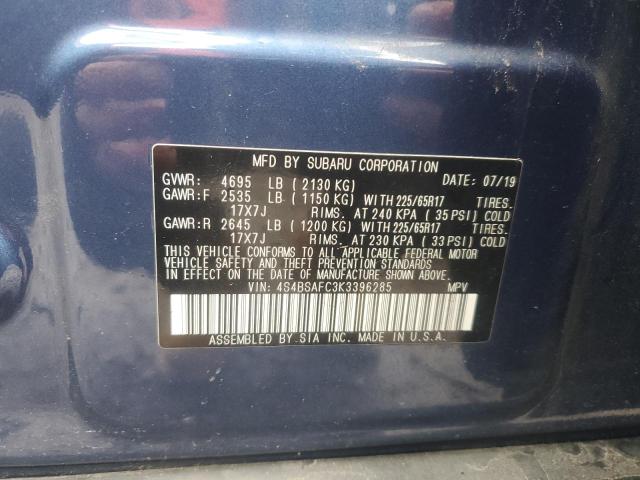 MFD BY SUBARU CORPORATION
GVWR: 4695 LB ( 2130 KG) DATE: 07/19
GAWR:F 2535 LB ( 1150 KG) WITH 225/65R17 TIRES.
17X7J RIMS. AT 240 KPA ( 35 PSI) COLD
GAWR:R 2645 LB ( 1200 KG) WITH 225/65R17 TIRES.
17X7J RIMS. AT 230 KPA ( 33 PSI) COLD
THIS VEHICLE CONFORMS TO ALL APPLICABLE FEDERAL MOTOR
VEHICLE SAFETY AND THEFT PREVENTION STANDARDS
IN EFFECT ON THE DATE OF MANUFACTURE SHOWN ABOVE.
VIN: 4S4BSAFC3K3396285 MPV
ASSEMBLED BY SIA INC. MADE IN U.S.A.